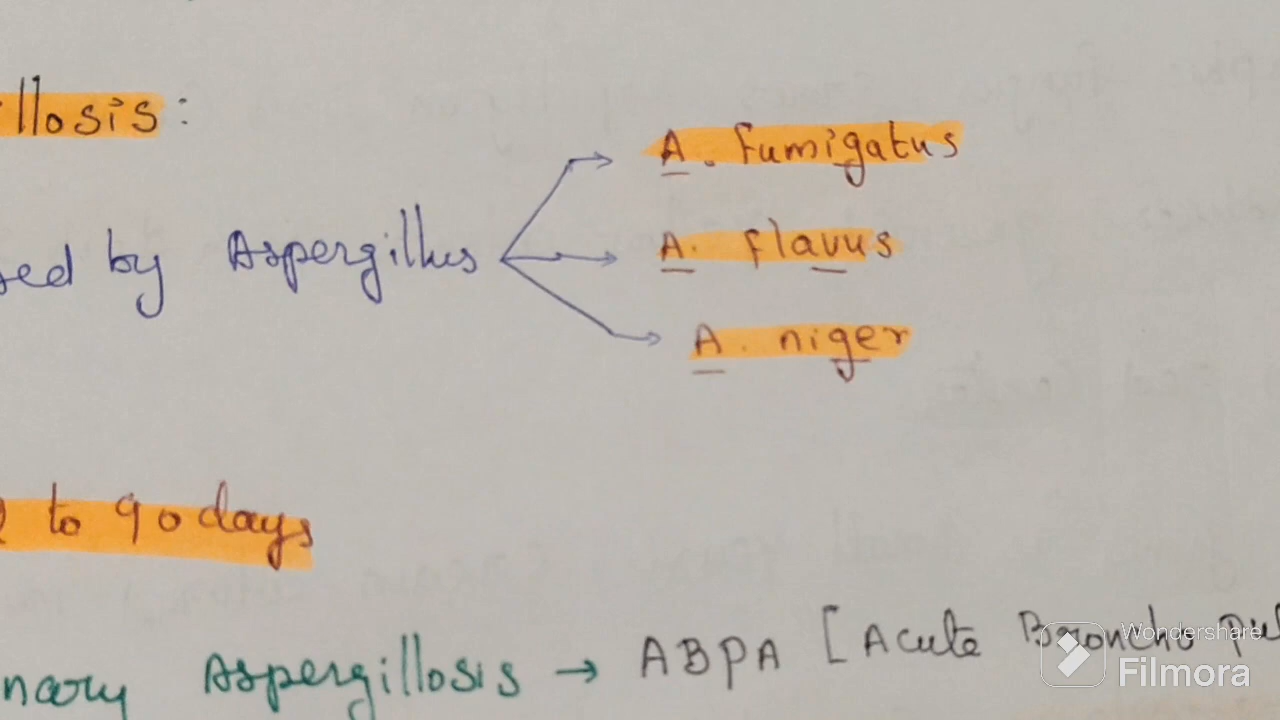 llosis:
A. fumigatus
sed by Aspergillus
A. flavus
A. niger
to 90 days
nary Aspergillosis → ABPA [Acute Broncho pul
Wondershare
Filmora